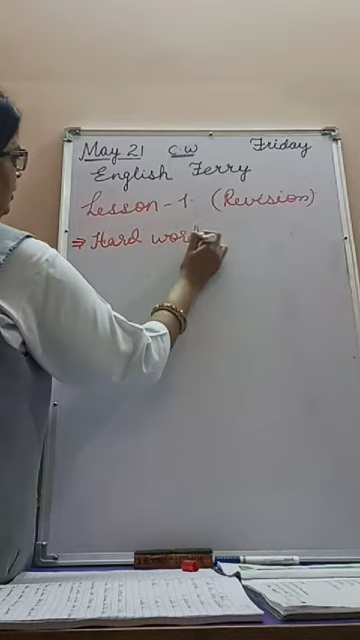 May 21 C.W Friday
English Ferry
Lesson - 1. (Revision)
⇒ Hard wor